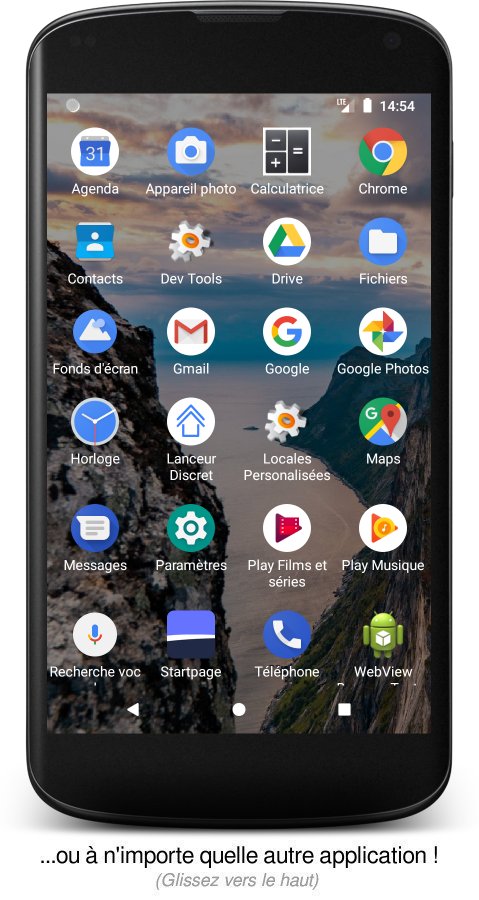 LTE 14:54
31
Agenda Appareil photo Calculatrice Chrome
Contacts Dev Tools Drive Fichiers
G
Fonds d'écran Gmail Google Google Photos
G
Horloge Lanceur Discret Locales Personalisées Maps
Messages Paramètres Play Films et séries Play Musique
Recherche voc Startpage Téléphone WebView
...ou à n'importe quelle autre application !
(Glissez vers le haut)